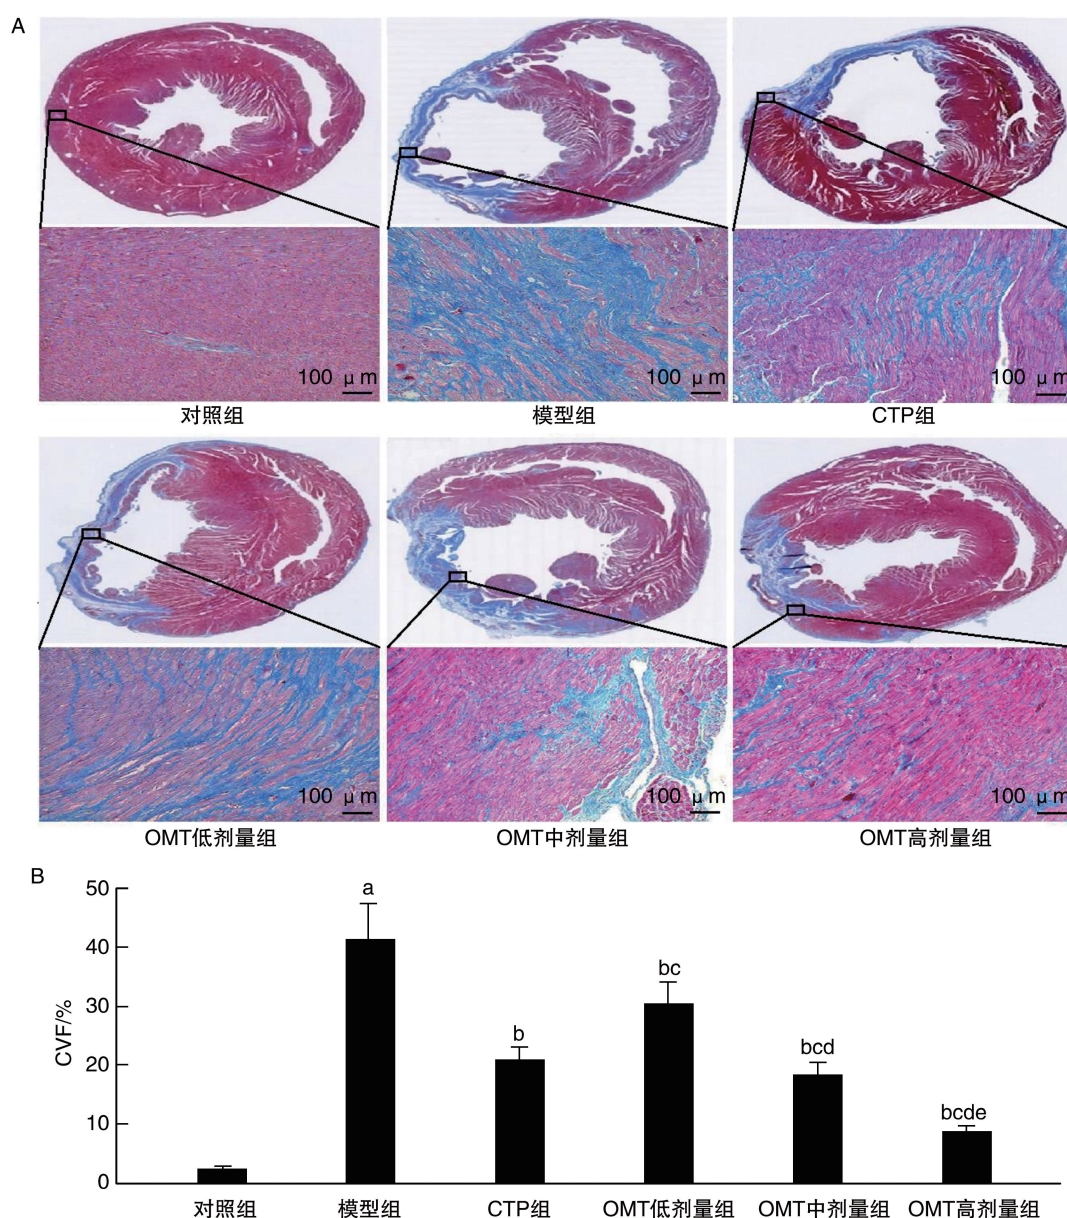 A
100 μm 100 μm 100 μm
对照组 模型组 CTP组
100 μm 100 μm 100 μm
OMT低剂量组 OMT中剂量组 OMT高剂量组
B
CVF/%
50
40
30
20
10
0
a
b
bc
bcd
bcde
对照组 模型组 CTP组 OMT低剂量组 OMT中剂量组 OMT高剂量组